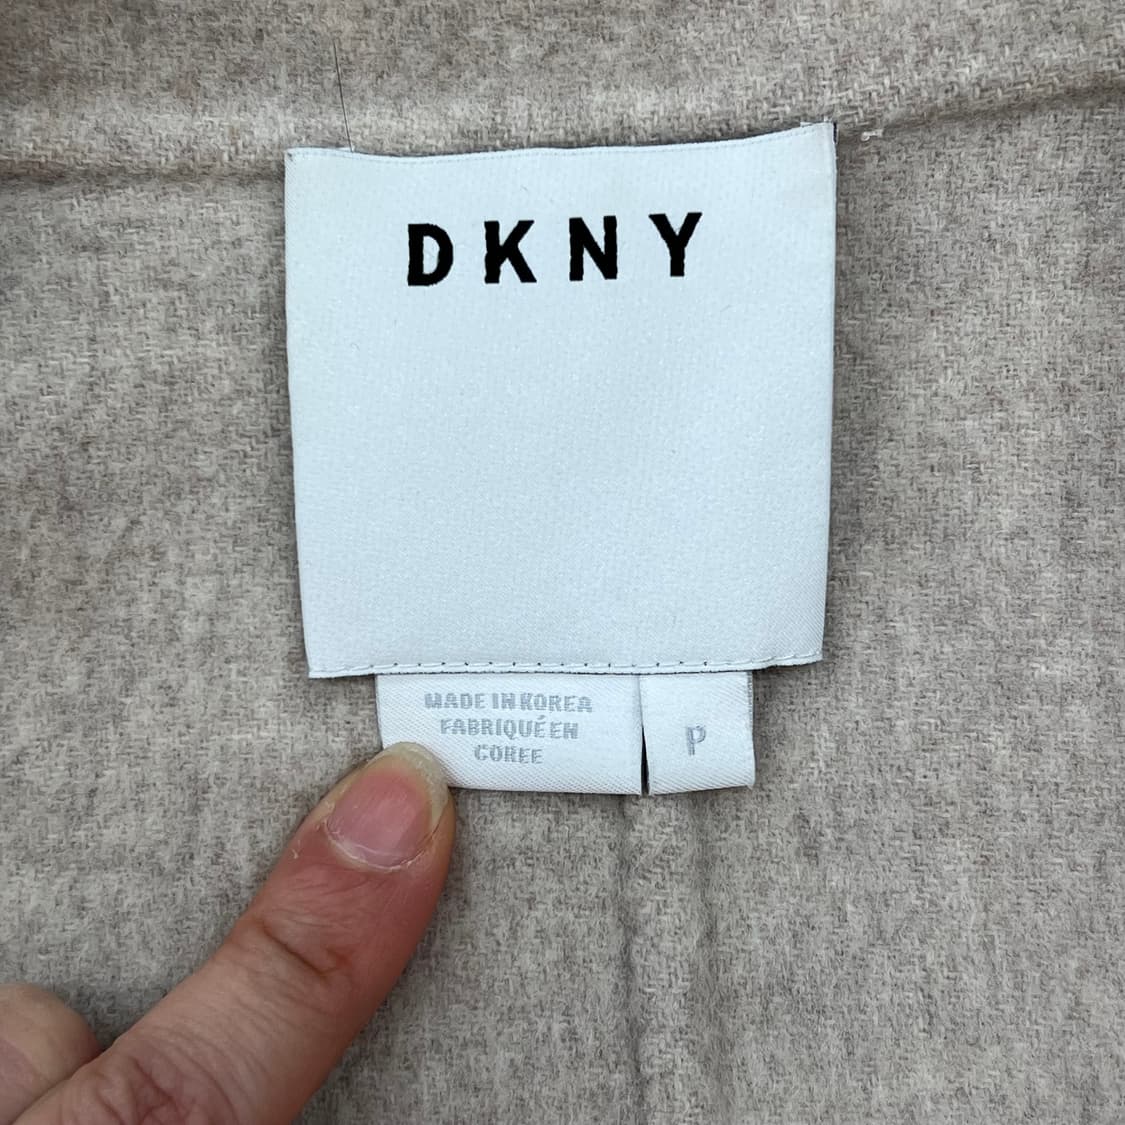 DKNY
MADE IN KOREA
FABRIQUÉ EN
COREE
P